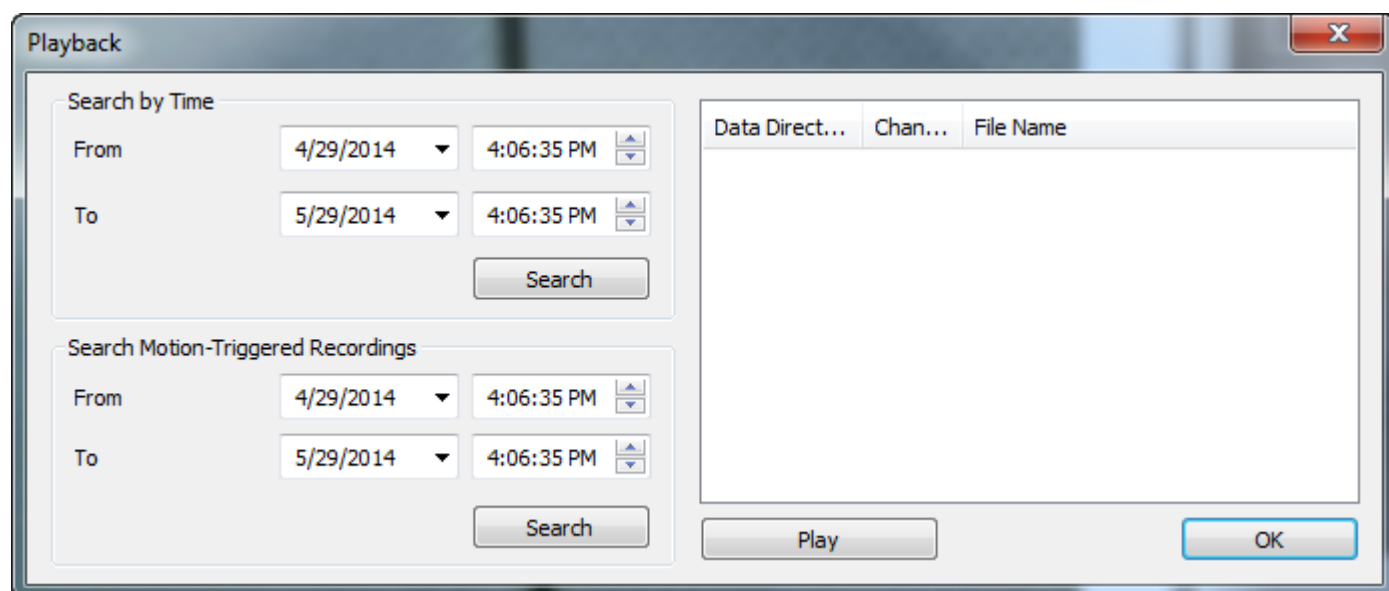 Playback
Search by Time
From 4/29/2014 4:06:35 PM
To 5/29/2014 4:06:35 PM
Search
Search Motion-Triggered Recordings
From 4/29/2014 4:06:35 PM
To 5/29/2014 4:06:35 PM
Search
Data Direct... Chan... File Name
Play
OK